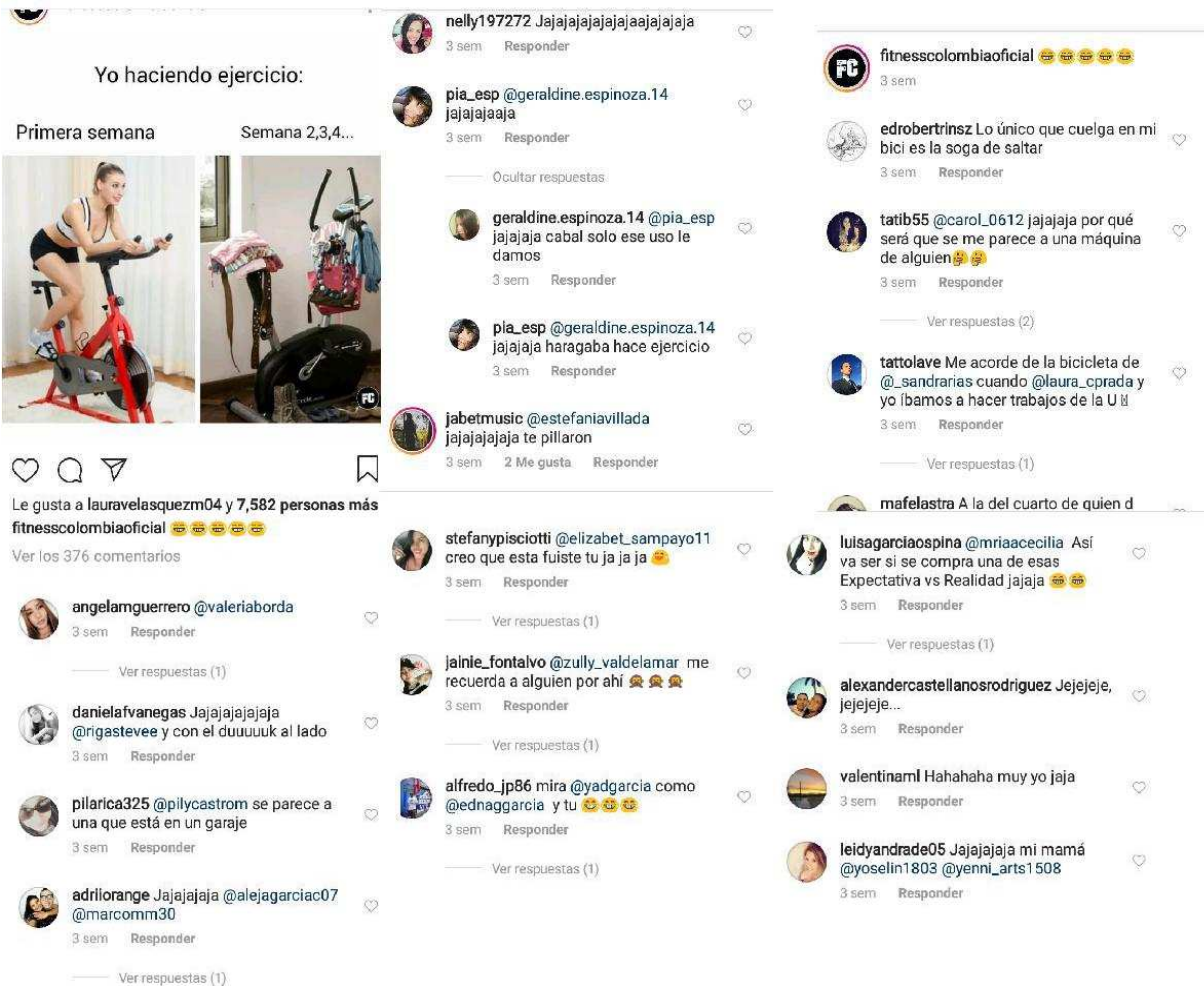 Yo haciendo ejercicio:
Primera semana
Semana 2,3,4...
FC
Le gusta a lauravelasquezm04 y 7,582 personas más
fitnesscolombiaoficial 😂😂😂😂😂
Ver los 376 comentarios
angelamguerrero @valeriaborda
3 sem Responder
Ver respuestas (1)
danielafvanegas Jajajajajajaja
@rigastevee y con el duuuuuk al lado
3 sem Responder
pilarica325 @pilycastrom se parece a
una que está en un garaje
3 sem Responder
adriiorange Jajajajaja @alejagarciac07
@marcomm30
3 sem Responder
Ver respuestas (1)
nelly197272 Jajajajajajajajaajajajaja
3 sem Responder
pia_esp @geraldine.espinoza.14
jajajajaaja
3 sem Responder
Ocultar respuestas
geraldine.espinoza.14 @pia_esp
jajajaja cabal solo ese uso le
damos
3 sem Responder
pia_esp @geraldine.espinoza.14
jajajaja haragaba hace ejercicio
3 sem Responder
jabetmusic @estefaniavillada
jajajajajaja te pillaron
3 sem 2 Me gusta Responder
stefanypisciotti @elizabet_sampayo11
creo que esta fuiste tu ja ja ja 🤗
3 sem Responder
Ver respuestas (1)
jainie_fontalvo @zully_valdelamar me
recuerda a alguien por ahí 🙊🙊🙊
3 sem Responder
Ver respuestas (1)
alfredo_jp86 mira @yadgarcia como
@ednaggarcia y tu 😂😂😂
3 sem Responder
Ver respuestas (1)
FC
fitnesscolombiaoficial 😂😂😂😂😂
3 sem
edrobertrinsz Lo único que cuelga en mi
bici es la soga de saltar
3 sem Responder
tatib55 @carol_0612 jajajaja por qué
será que se me parece a una máquina
de alguien🤔🤔
3 sem Responder
Ver respuestas (2)
tattolave Me acorde de la bicicleta de
@_sandrarias cuando @laura_cprada y
yo íbamos a hacer trabajos de la U
3 sem Responder
Ver respuestas (1)
mafelastra A la del cuarto de quien d
luisagarciaospina @mriaacecilia Así
va ser si se compra una de esas
Expectativa vs Realidad jajaja 😂😂
3 sem Responder
Ver respuestas (1)
alexandercastellanosrodriguez Jejejeje,
jejejeje...
3 sem Responder
valentinaml Hahahaha muy yo jaja
3 sem Responder
leidyandrade05 Jajajajaja mi mamá
@yoselin1803 @yenni_arts1508
3 sem Responder